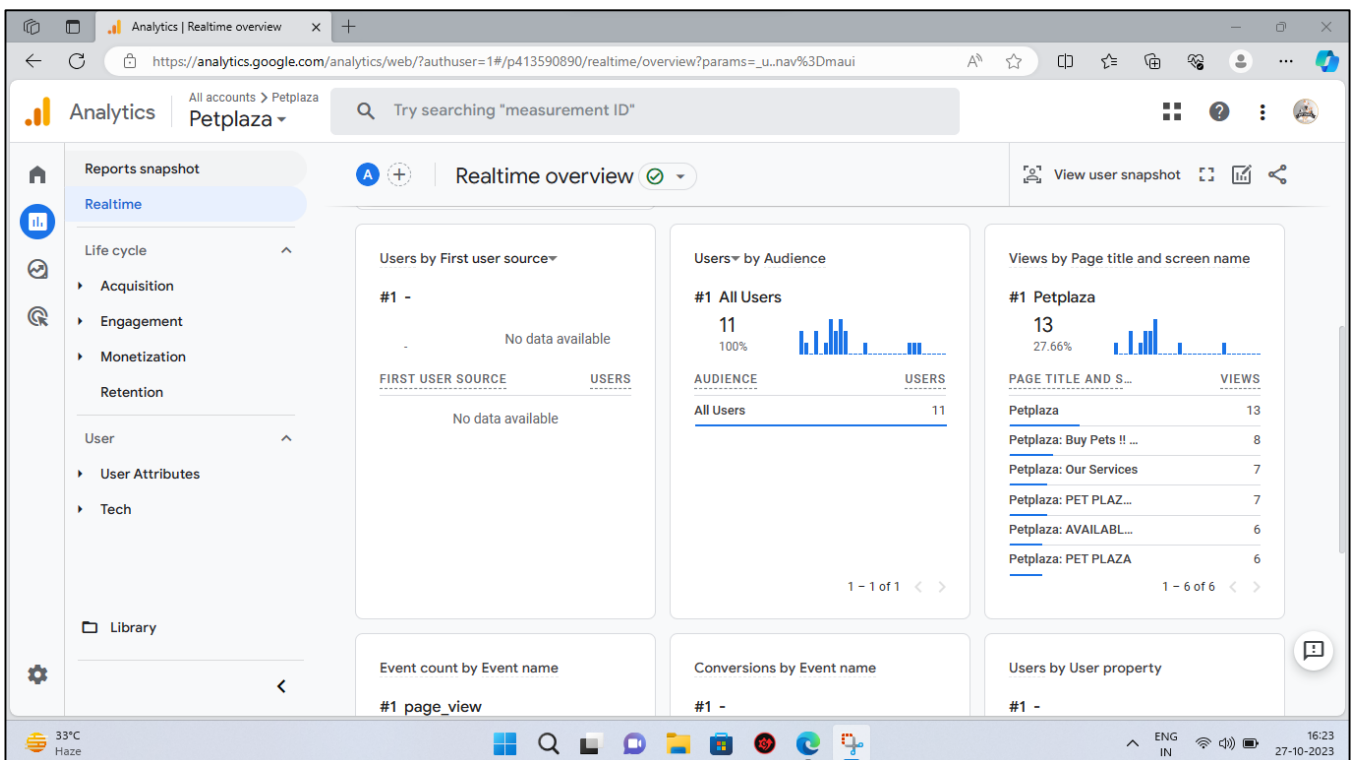 Analytics | Realtime overview
https://analytics.google.com/analytics/web/?authuser=1#/p413590890/realtime/overview?params=_u..nav%3Dmaui
Analytics
All accounts > Petplaza
Petplaza
Try searching "measurement ID"
Reports snapshot
Realtime
Life cycle
Acquisition
Engagement
Monetization
Retention
User
User Attributes
Tech
Library
A
Realtime overview
View user snapshot
Users by First user source
#1 -
-
No data available
FIRST USER SOURCE USERS
No data available
Users by Audience
#1 All Users
11
100%
AUDIENCE USERS
All Users 11
1 – 1 of 1
Views by Page title and screen name
#1 Petplaza
13
27.66%
PAGE TITLE AND S... VIEWS
Petplaza 13
Petplaza: Buy Pets !! ... 8
Petplaza: Our Services 7
Petplaza: PET PLAZ... 7
Petplaza: AVAILABL... 6
Petplaza: PET PLAZA 6
1 – 6 of 6
Event count by Event name
#1 page_view
Conversions by Event name
#1 -
Users by User property
#1 -
33°C
Haze
ENG
IN
16:23
27-10-2023